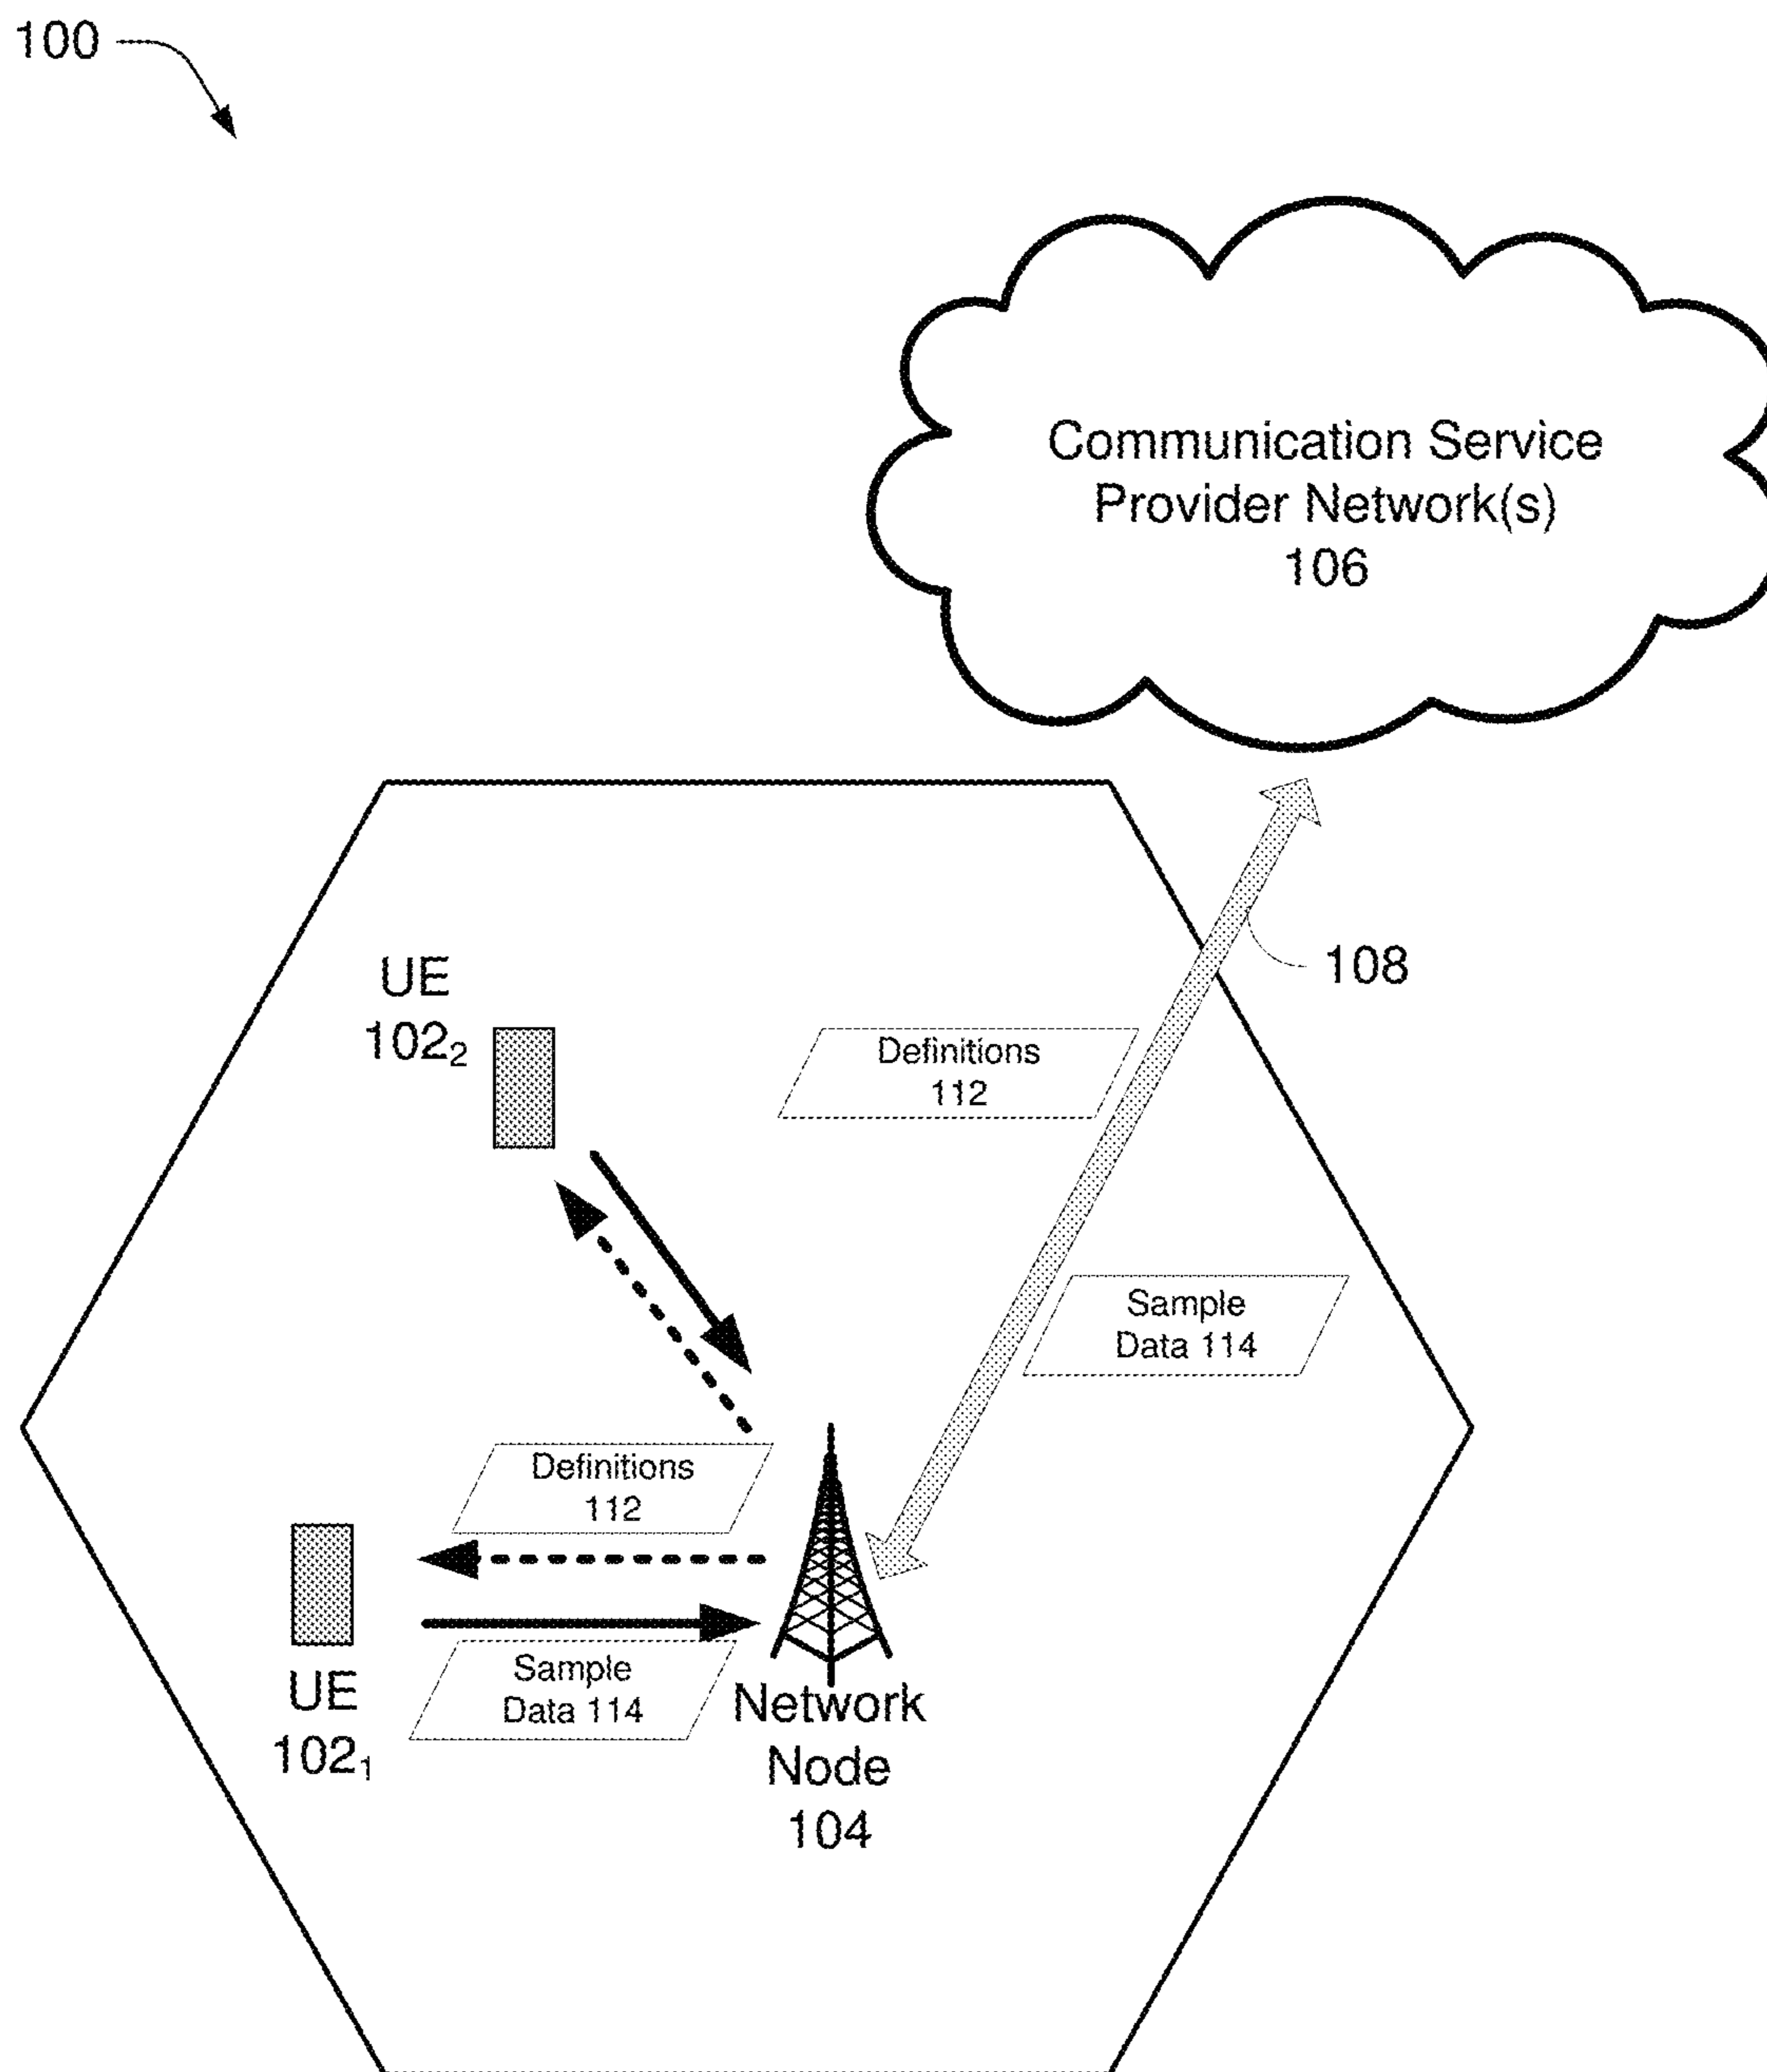 100
Communication Service
Provider Network(s)
106
108
UE
102₂
Definitions
112
Sample
Data 114
Definitions
112
Sample
Data 114
UE
102₁
Network
Node
104